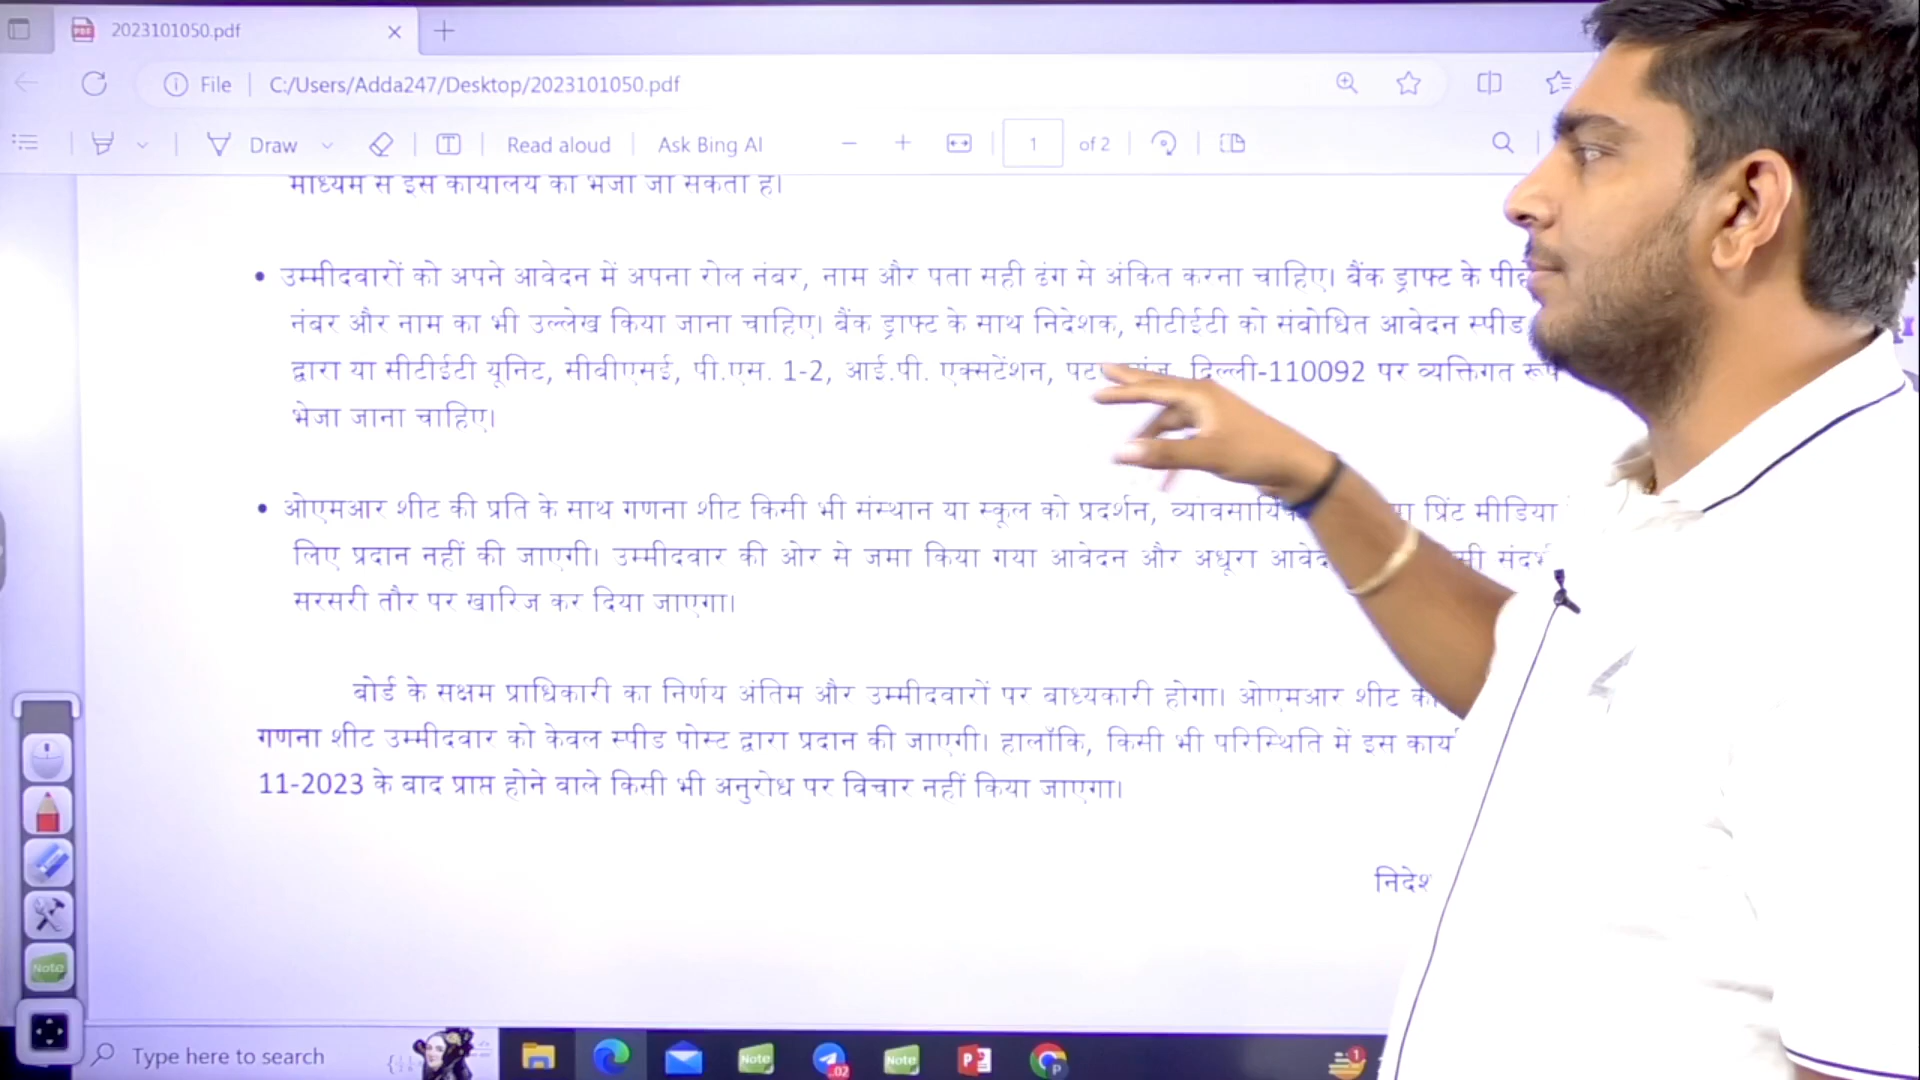 2023101050.pdf
File C:/Users/Adda247/Desktop/2023101050.pdf
Draw Read aloud Ask Bing AI 1 of 2
माध्यम से इस कार्यालय को भेजा जा सकता है।
• उम्मीदवारों को अपने आवेदन में अपना रोल नंबर, नाम और पता सही ढंग से अंकित करना चाहिए। बैंक ड्राफ्ट के
नंबर और नाम का भी उल्लेख किया जाना चाहिए। बैंक ड्राफ्ट के साथ निदेशक, सीटीईटी को संबोधित आवेदन स्पीड
द्वारा या सीटीईटी यूनिट, सीबीएसई, पी.एस. 1-2, आई.पी. एक्सटेंशन, दिल्ली-110092 पर व्यक्तिगत रूप
भेजा जाना चाहिए।
• ओएमआर शीट की प्रति के साथ गणना शीट किसी भी संस्थान या स्कूल को प्रदर्शन, प्रिंट मीडिया
लिए प्रदान नहीं की जाएगी। उम्मीदवार की ओर से जमा किया गया आवेदन और अधूरा
सरसरी तौर पर खारिज कर दिया जाएगा।
बोर्ड के सक्षम प्राधिकारी का निर्णय अंतिम और उम्मीदवारों पर बाध्यकारी होगा। ओएमआर शीट
गणना शीट उम्मीदवार को केवल स्पीड पोस्ट द्वारा प्रदान की जाएगी। हालाँकि, किसी भी परिस्थिति में इस
11-2023 के बाद प्राप्त होने वाले किसी भी अनुरोध पर विचार नहीं किया जाएगा।
Note
Type here to search Note 02 Note 1